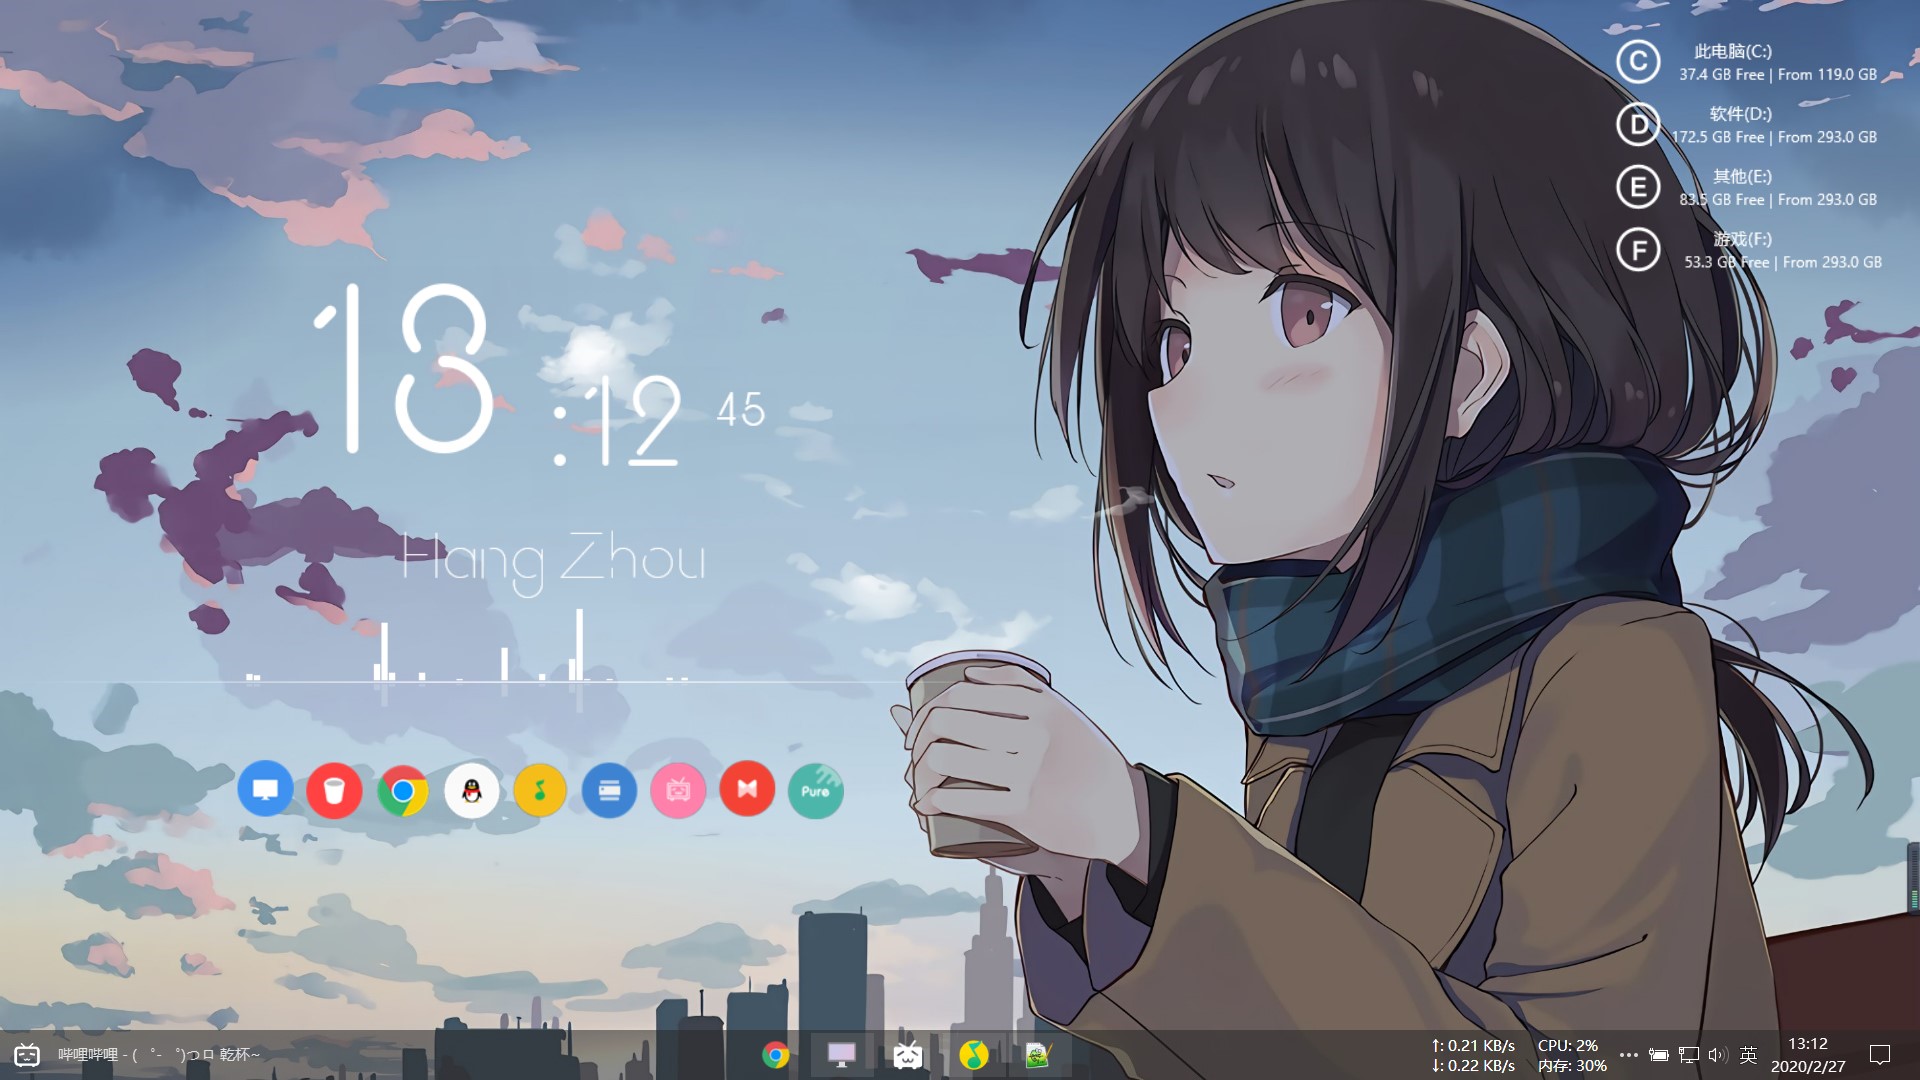 此电脑(C:)
C 37.4 GB Free | From 119.0 GB
软件(D:)
D 172.5 GB Free | From 293.0 GB
其他(E:)
E 83.5 GB Free | From 293.0 GB
游戏(F:)
F 53.3 GB Free | From 293.0 GB
13:12 45
Hang Zhou
Pure
哔哩哔哩 - ( ゜- ゜)つロ 乾杯~
↑: 0.21 KB/s CPU: 2%
↓: 0.22 KB/s 内存: 30%
英
13:12
2020/2/27